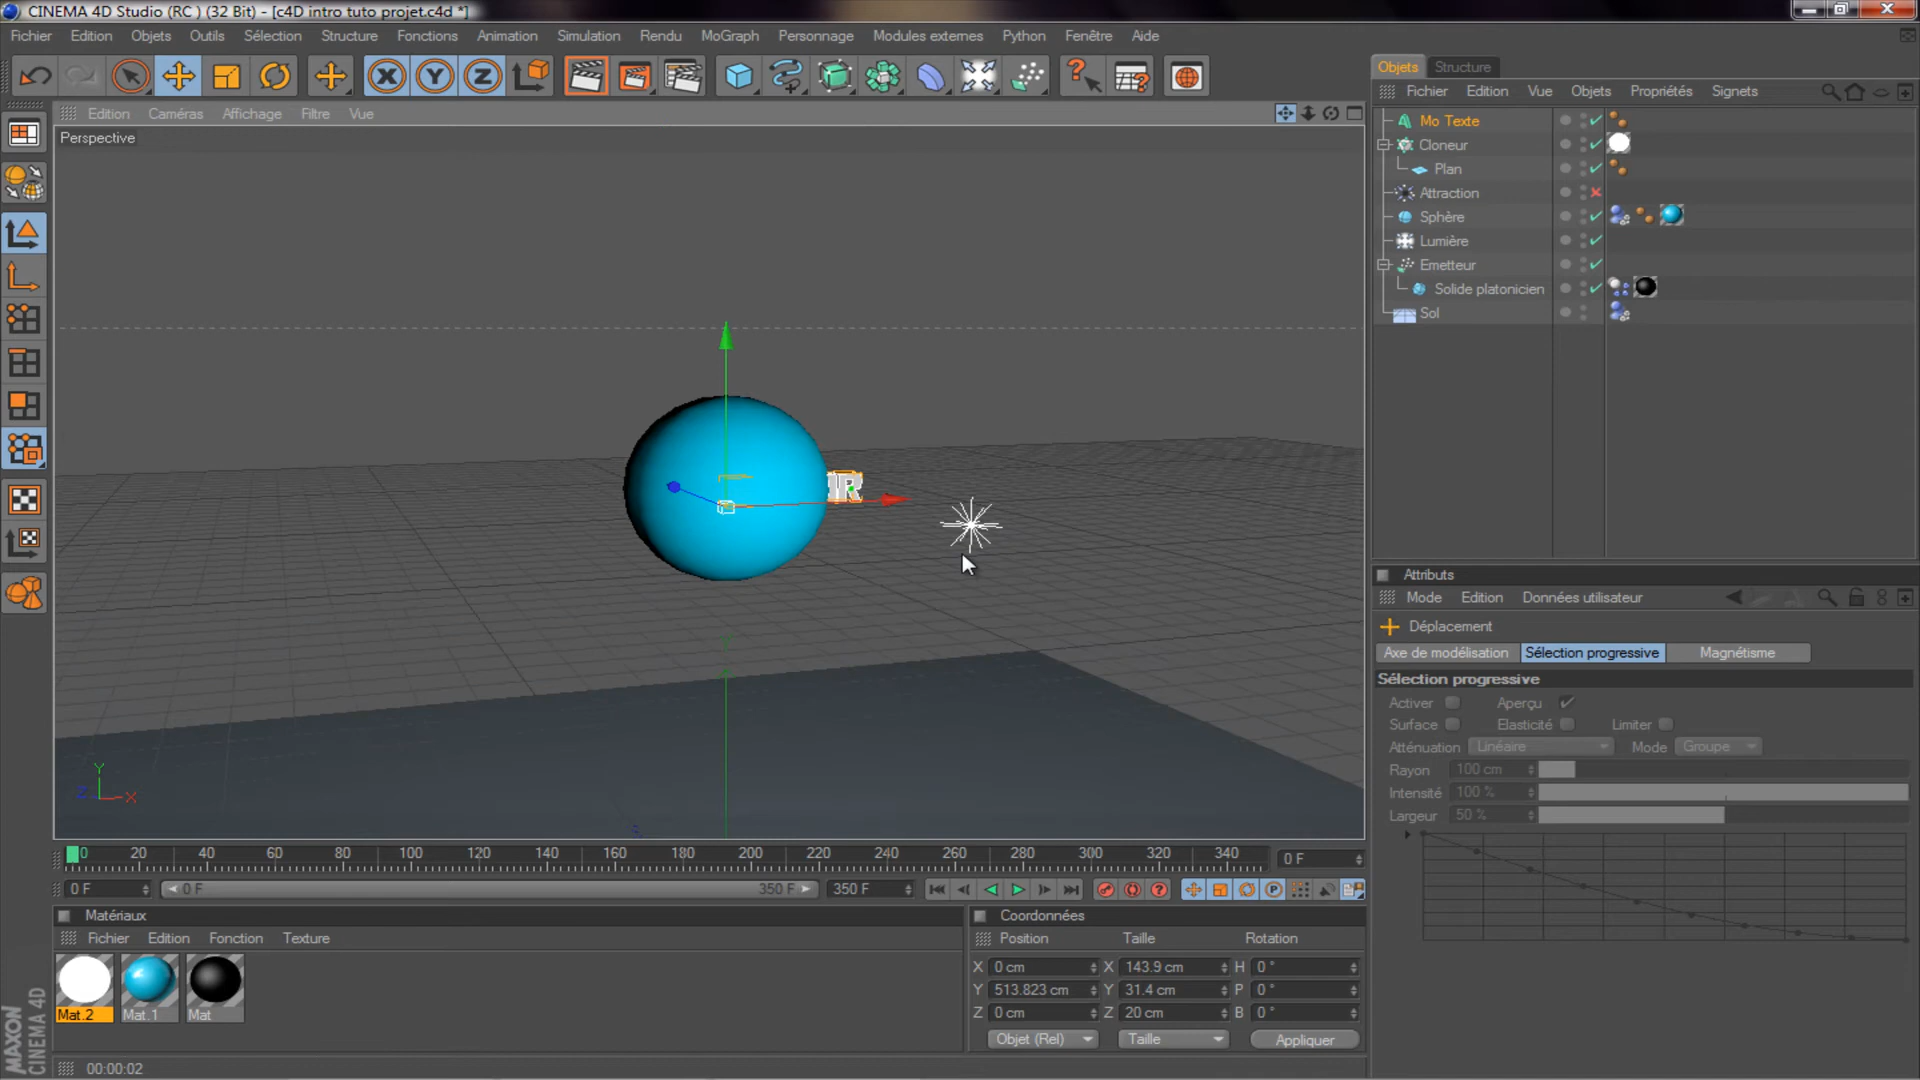 CINEMA 4D Studio (RC ) (32 Bit) - [c4D intro tuto projet.c4d *]
Fichier Edition Objets Outils Sélection Structure Fonctions Animation Simulation Rendu MoGraph Personnage Modules externes Python Fenêtre Aide
X Y Z
Objets Structure
Fichier Edition Vue Objets Propriétés Signets
Edition Caméras Affichage Filtre Vue
Perspective
Mo Texte
Cloneur
Plan
Attraction
Sphère
Lumière
Emetteur
Solide platonicien
Sol
IR
Y
Z X
Attributs
Mode Edition Données utilisateur
Déplacement
Axe de modélisation Sélection progressive Magnétisme
Sélection progressive
Activer Aperçu
Surface Elasticité Limiter
Atténuation Linéaire Mode Groupe
Rayon 100 cm
Intensité 100 %
Largeur 50 %
0 20 40 60 80 100 120 140 160 180 200 220 240 260 280 300 320 340 0 F
0 F 0 F 350 F 350 F
Matériaux
Fichier Edition Fonction Texture
Mat.2 Mat.1 Mat
Coordonnées
Position Taille Rotation
X 0 cm X 143.9 cm H 0 °
Y 513.823 cm Y 31.4 cm P 0 °
Z 0 cm Z 20 cm B 0 °
Objet (Rel) Taille Appliquer
MAXON
CINEMA 4D
00:00:02